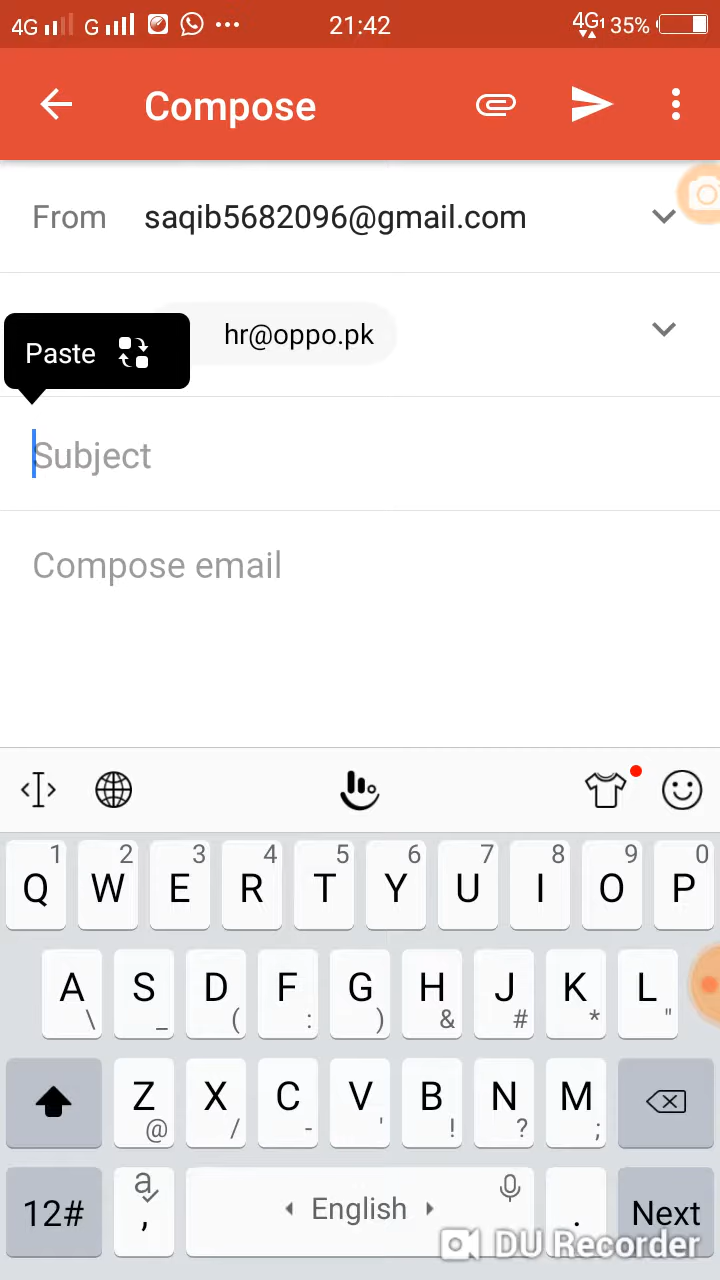 4G G 21:42 4G1 35%
Compose
From saqib5682096@gmail.com
hr@oppo.pk
Paste
Subject
Compose email
1 2 3 4 5 6 7 8 9 0
Q W E R T Y U I O P
A S D F G H J K L
\ _ ( : ) & # * "
Z X C V B N M
@ / - ' ! ? ;
12# a , English . Next
DU Recorder